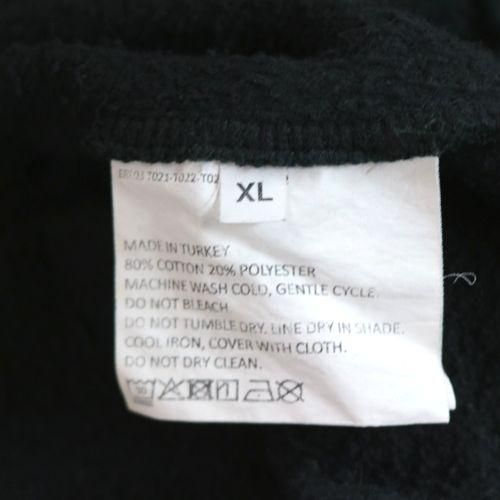 XL
MADE IN TURKEY
80% COTTON 20% POLYESTER
MACHINE WASH COLD, GENTLE CYCLE.
DO NOT BLEACH.
DO NOT TUMBLE DRY. LINE DRY IN SHADE.
COOL IRON, COVER WITH CLOTH.
DO NOT DRY CLEAN.